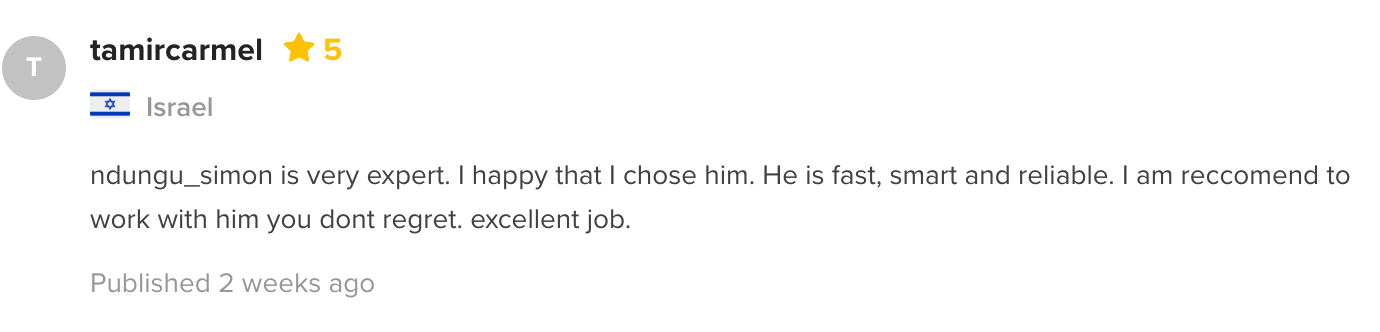 T
tamircarmel 5
Israel
ndungu_simon is very expert. I happy that I chose him. He is fast, smart and reliable. I am reccomend to
work with him you dont regret. excellent job.
Published 2 weeks ago